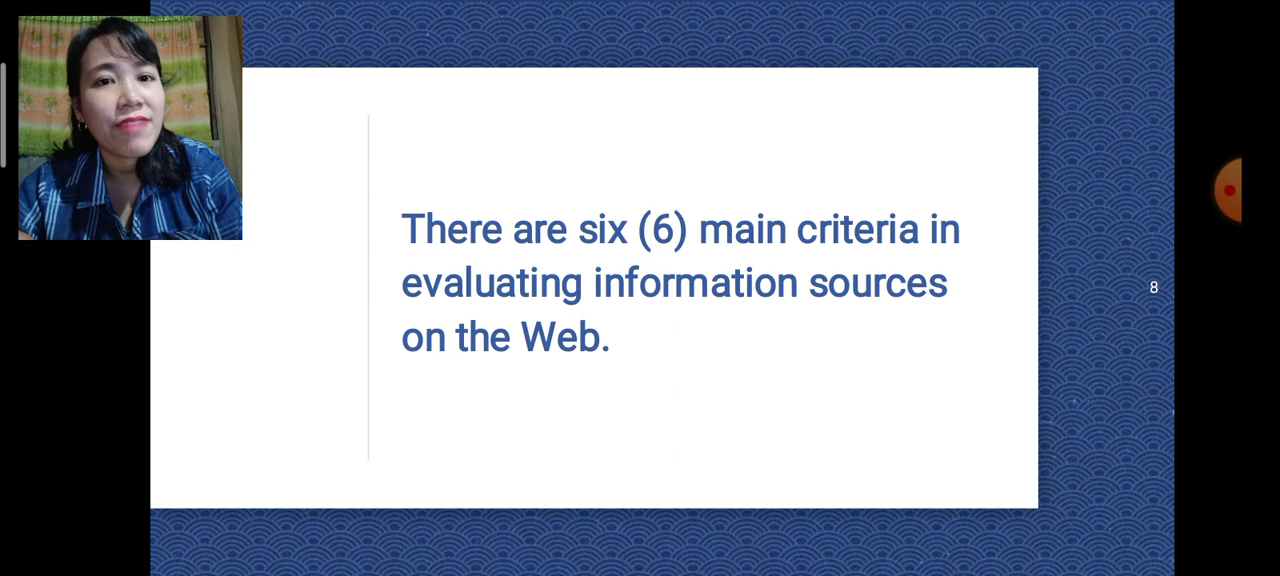 There are six (6) main criteria in
evaluating information sources
on the Web.
8